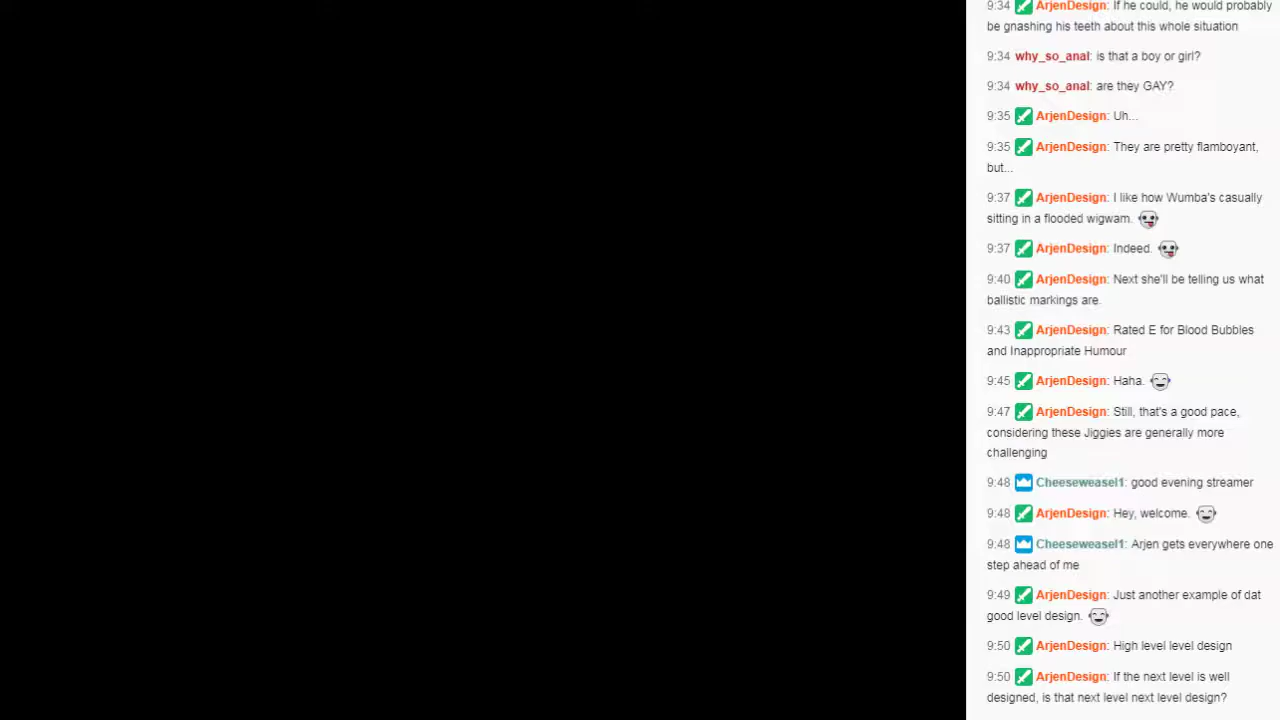 9:34 ArjenDesign: If he could, he would probably
be gnashing his teeth about this whole situation
9:34 why_so_anal: is that a boy or girl?
9:34 why_so_anal: are they GAY?
9:35 ArjenDesign: Uh...
9:35 ArjenDesign: They are pretty flamboyant,
but...
9:37 ArjenDesign: I like how Wumba's casually
sitting in a flooded wigwam.
9:37 ArjenDesign: Indeed.
9:40 ArjenDesign: Next she'll be telling us what
ballistic markings are.
9:43 ArjenDesign: Rated E for Blood Bubbles
and Inappropriate Humour
9:45 ArjenDesign: Haha.
9:47 ArjenDesign: Still, that's a good pace,
considering these Jiggies are generally more
challenging
9:48 Cheeseweasel1: good evening streamer
9:48 ArjenDesign: Hey, welcome.
9:48 Cheeseweasel1: Arjen gets everywhere one
step ahead of me
9:49 ArjenDesign: Just another example of dat
good level design.
9:50 ArjenDesign: High level level design
9:50 ArjenDesign: If the next level is well
designed, is that next level next level design?